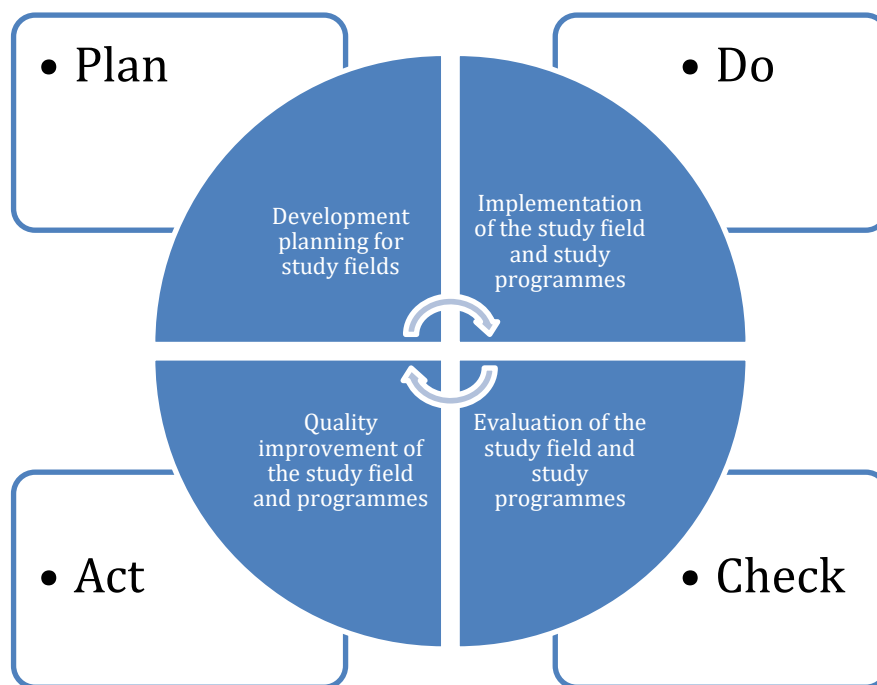 • Plan
• Do
Development
planning for
study fields
Implementation
of the study field
and study
programmes
Quality
improvement of
the study field
and programmes
Evaluation of the
study field and
study
programmes
• Act
• Check